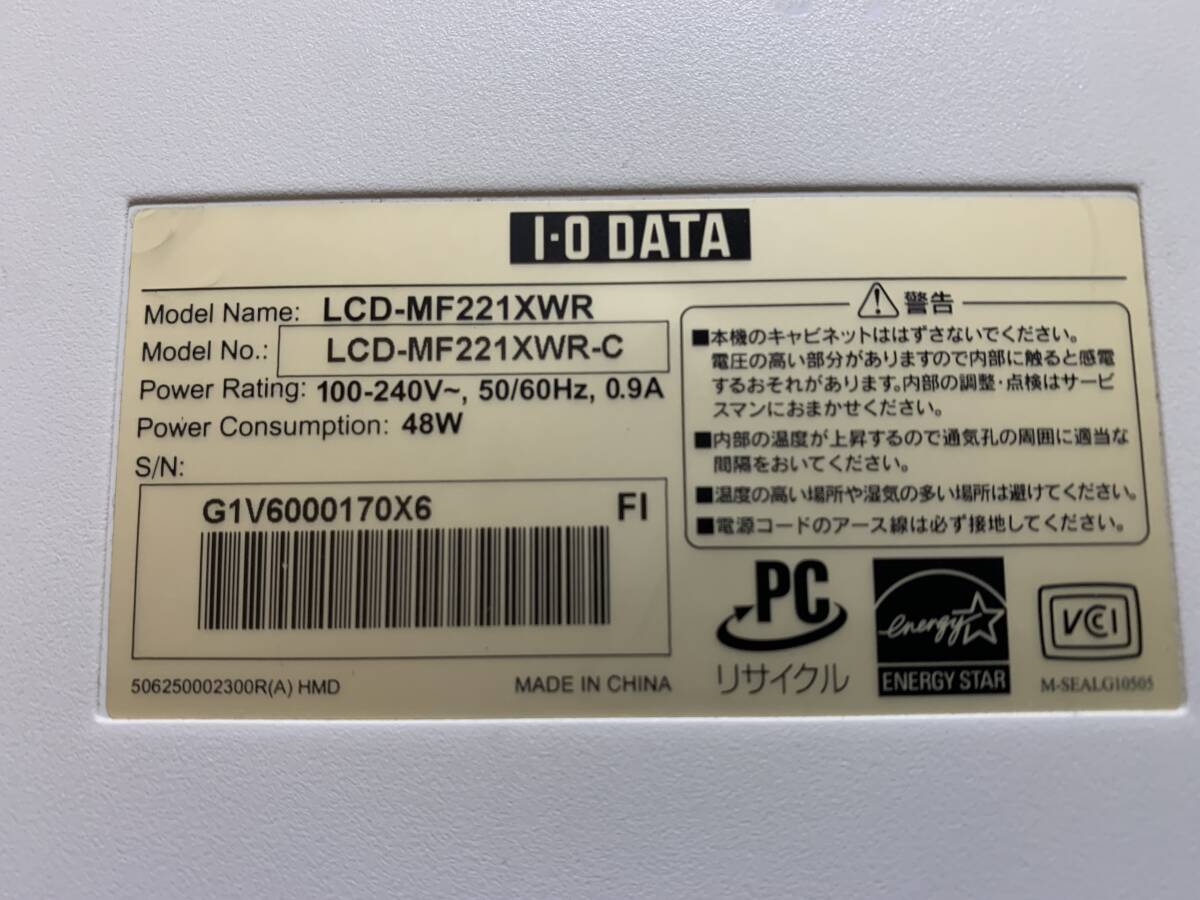 I·O DATA
Model Name: LCD-MF221XWR
Model No.: LCD-MF221XWR-C
Power Rating: 100-240V~, 50/60Hz, 0.9A
Power Consumption: 48W
S/N:
G1V6000170X6 FI
506250002300R(A) HMD
MADE IN CHINA
警告
■本機のキャビネットははずさないでください。
電圧の高い部分がありますので内部に触ると感電
するおそれがあります。内部の調整・点検はサービ
スマンにおまかせください。
■内部の温度が上昇するので通気孔の周囲に適当な
間隔をおいてください。
■温度の高い場所や湿気の多い場所は避けてください。
■電源コードのアース線は必ず接地してください。
PC
リサイクル
energy
ENERGY STAR
VCCI
M-SEALG10505